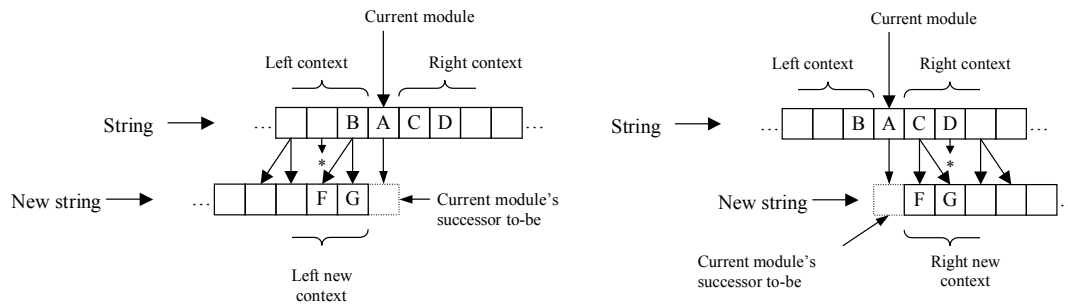 Current module
Left context
Right context
String
… B A C D …
*
New string
… F G
Current module's
successor to-be
Left new
context
Current module
Left context
Right context
String
… B A C D …
*
New string
F G …
Current module's
successor to-be
Right new
context